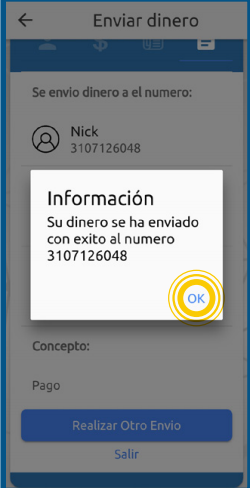 Enviar dinero
Se envio dinero a el numero:
Nick
3107126048
Información
Su dinero se ha enviado
con exito al numero
3107126048
OK
Concepto:
Pago
Realizar Otro Envio
Salir